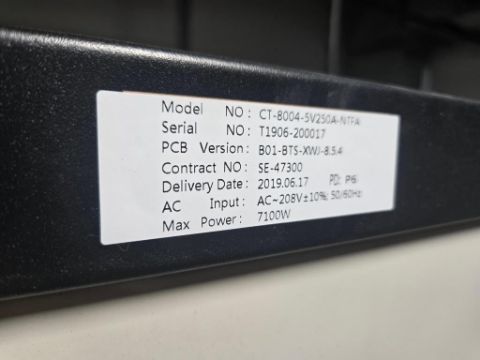 Model NO : CT-8004-5V250A-NTFA
Serial NO : T1906-200017
PCB Version : B01-BTS-XWJ-8.5.4
Contract NO : SE-47300
Delivery Date : 2019.06.17 PD: P(6)
AC Input : AC~208V±10%; 50/60Hz
Max Power : 7100W